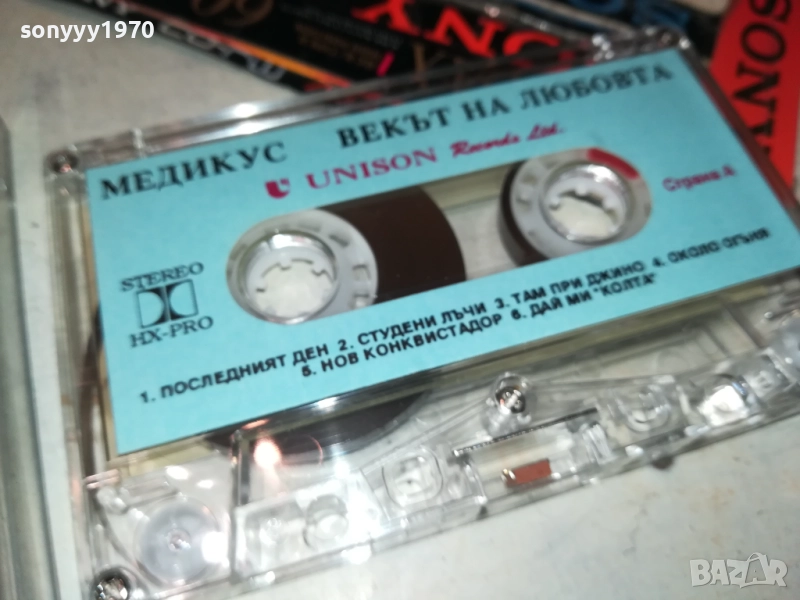 sonyyy1970
60
SONY
МЕДИКУС ВЕКЪТ НА ЛЮБОВТА
UNISON Records Ltd.
Страна А
STEREO
HX-PRO
1. ПОСЛЕДНИЯТ ДЕН 2. СТУДЕНИ ЛЪЧИ 3. ТАМ ПРИ ДЖИНО 4. ОКОЛО ОГЪНЯ
5. НОВ КОНКВИСТАДОР 6. ДАЙ МИ "КОЛТА"
BAZAR